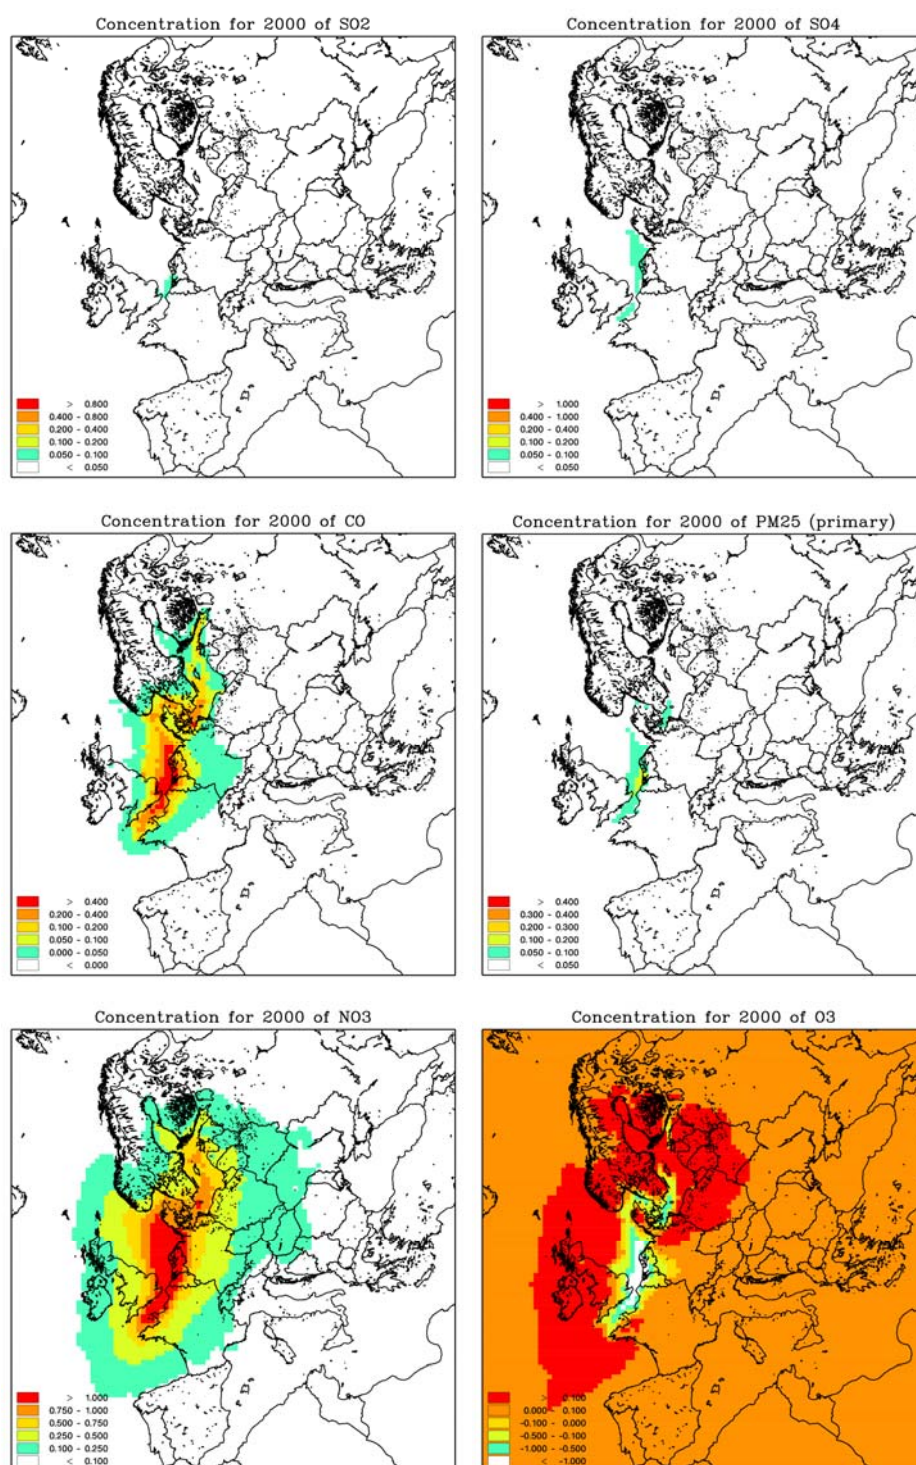 Concentration for 2000 of SO2
> 0.800
0.400 - 0.800
0.200 - 0.400
0.100 - 0.200
0.050 - 0.100
< 0.050
Concentration for 2000 of SO4
> 1.000
0.400 - 1.000
0.200 - 0.400
0.100 - 0.200
0.050 - 0.100
< 0.050
Concentration for 2000 of CO
> 0.400
0.200 - 0.400
0.100 - 0.200
0.050 - 0.100
0.000 - 0.050
< 0.000
Concentration for 2000 of PM25 (primary)
> 0.400
0.300 - 0.400
0.200 - 0.300
0.100 - 0.200
0.050 - 0.100
< 0.050
Concentration for 2000 of NO3
> 1.000
0.750 - 1.000
0.500 - 0.750
0.250 - 0.500
0.100 - 0.250
< 0.100
Concentration for 2000 of O3
> 0.100
0.000 - 0.100
-0.100 - 0.000
-0.500 - -0.100
-1.000 - -0.500
< -1.000